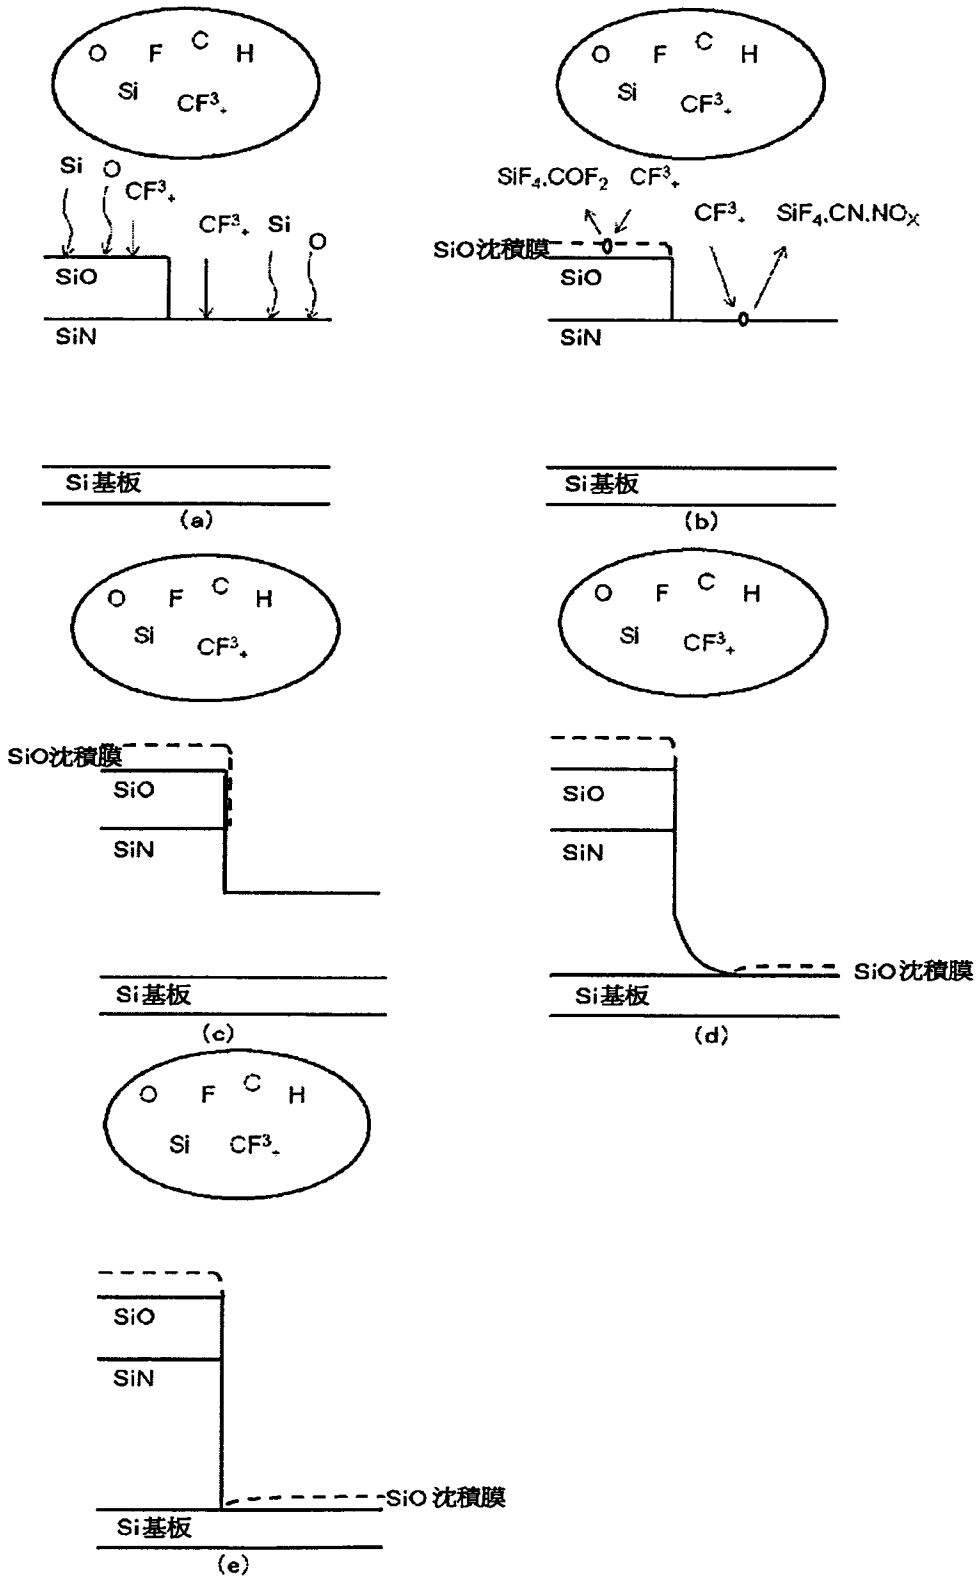 O F C H
Si CF³₊
Si O CF³₊ CF³₊ Si O
SiO
SiN
Si基板
(a)
O F C H
Si CF³₊
SiF₄.COF₂ CF³₊ CF³₊ SiF₄.CN.NOX
SiO沈積膜
SiO
SiN
Si基板
(b)
O F C H
Si CF³₊
SiO沈積膜
SiO
SiN
Si基板
(c)
O F C H
Si CF³₊
SiO
SiN
SiO沈積膜
Si基板
(d)
O F C H
Si CF³₊
SiO
SiN
SiO沈積膜
Si基板
(e)